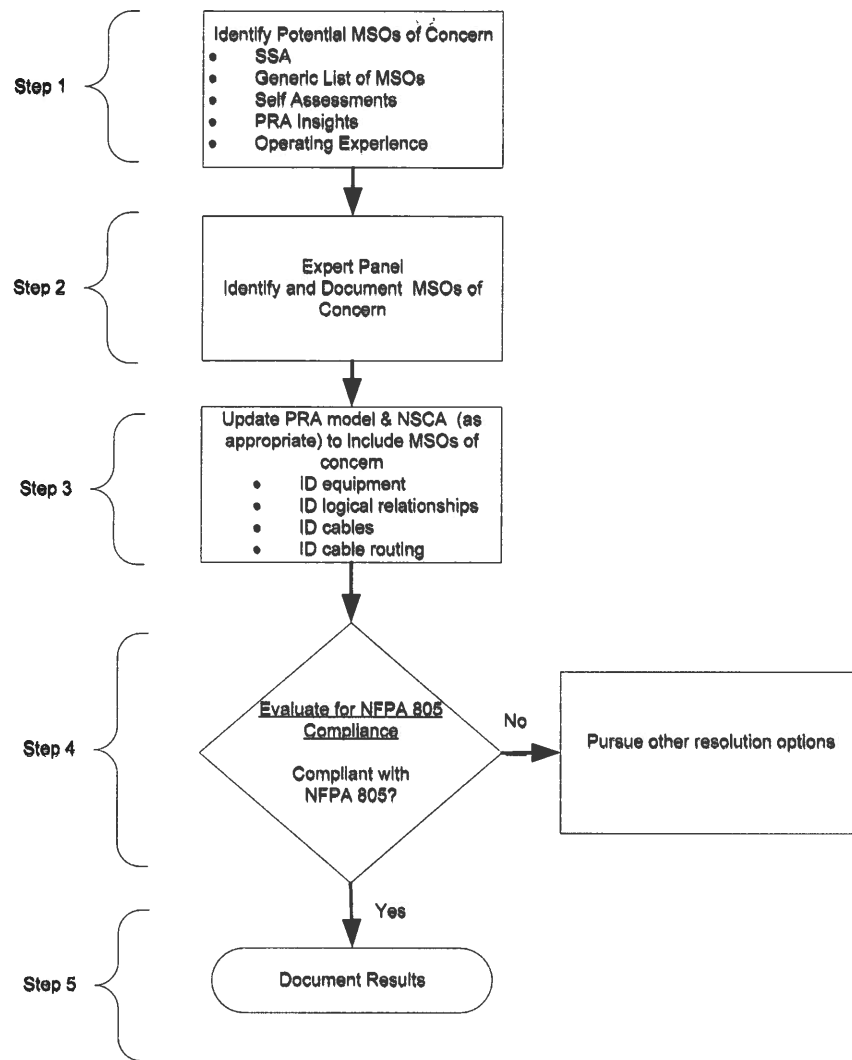 Step 1
Identify Potential MSOs of Concern
• SSA
• Generic List of MSOs
• Self Assessments
• PRA Insights
• Operating Experience
Step 2
Expert Panel
Identify and Document MSOs of
Concern
Step 3
Update PRA model & NSCA (as
appropriate) to Include MSOs of
concern
• ID equipment
• ID logical relationships
• ID cables
• ID cable routing
Step 4
Evaluate for NFPA 805
Compliance
Compliant with
NFPA 805?
No
Pursue other resolution options
Yes
Step 5
Document Results